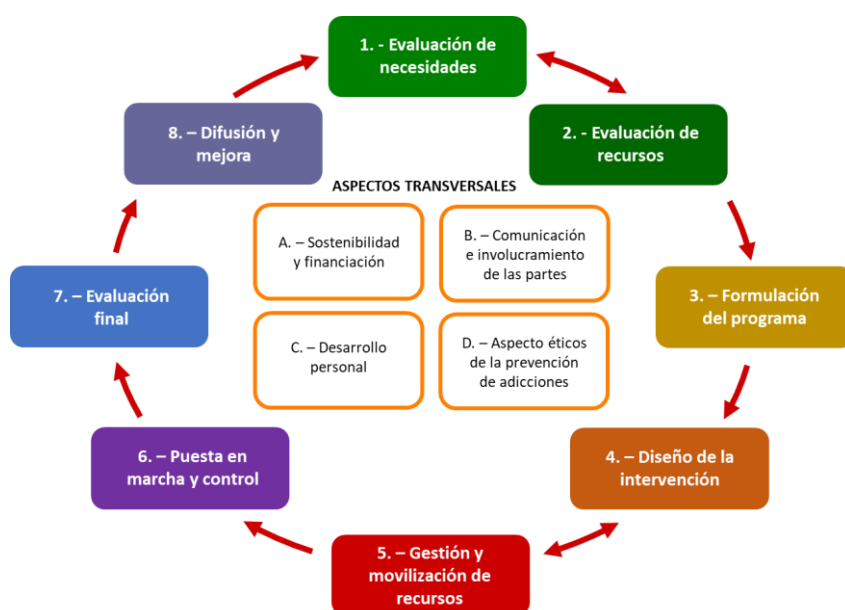 1. - Evaluación de
necesidades
2. - Evaluación de
recursos
3. – Formulación
del programa
4. – Diseño de la
intervención
5. – Gestión y
movilización de
recursos
6. – Puesta en
marcha y control
7. – Evaluación
final
8. – Difusión y
mejora
ASPECTOS TRANSVERSALES
A. – Sostenibilidad
y financiación
B. – Comunicación
e involucramiento
de las partes
C. – Desarrollo
personal
D. – Aspecto éticos
de la prevención
de adicciones